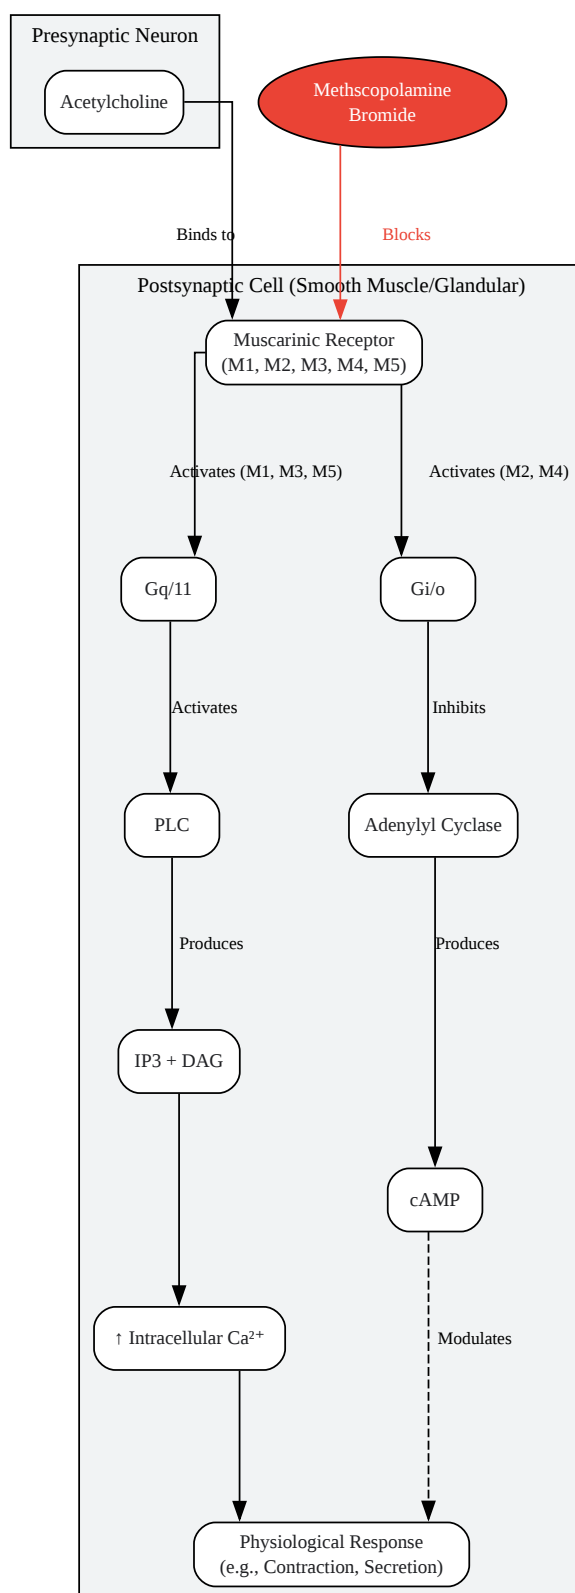 Presynaptic Neuron
Acetylcholine
Methscopolamine
Bromide
Binds to
Blocks
Postsynaptic Cell (Smooth Muscle/Glandular)
Muscarinic Receptor
(M1, M2, M3, M4, M5)
Activates (M1, M3, M5)
Activates (M2, M4)
Gq/11
Gi/o
Activates
Inhibits
PLC
Adenylyl Cyclase
Produces
Produces
IP3 + DAG
cAMP
↑ Intracellular Ca²⁺
Modulates
Physiological Response
(e.g., Contraction, Secretion)